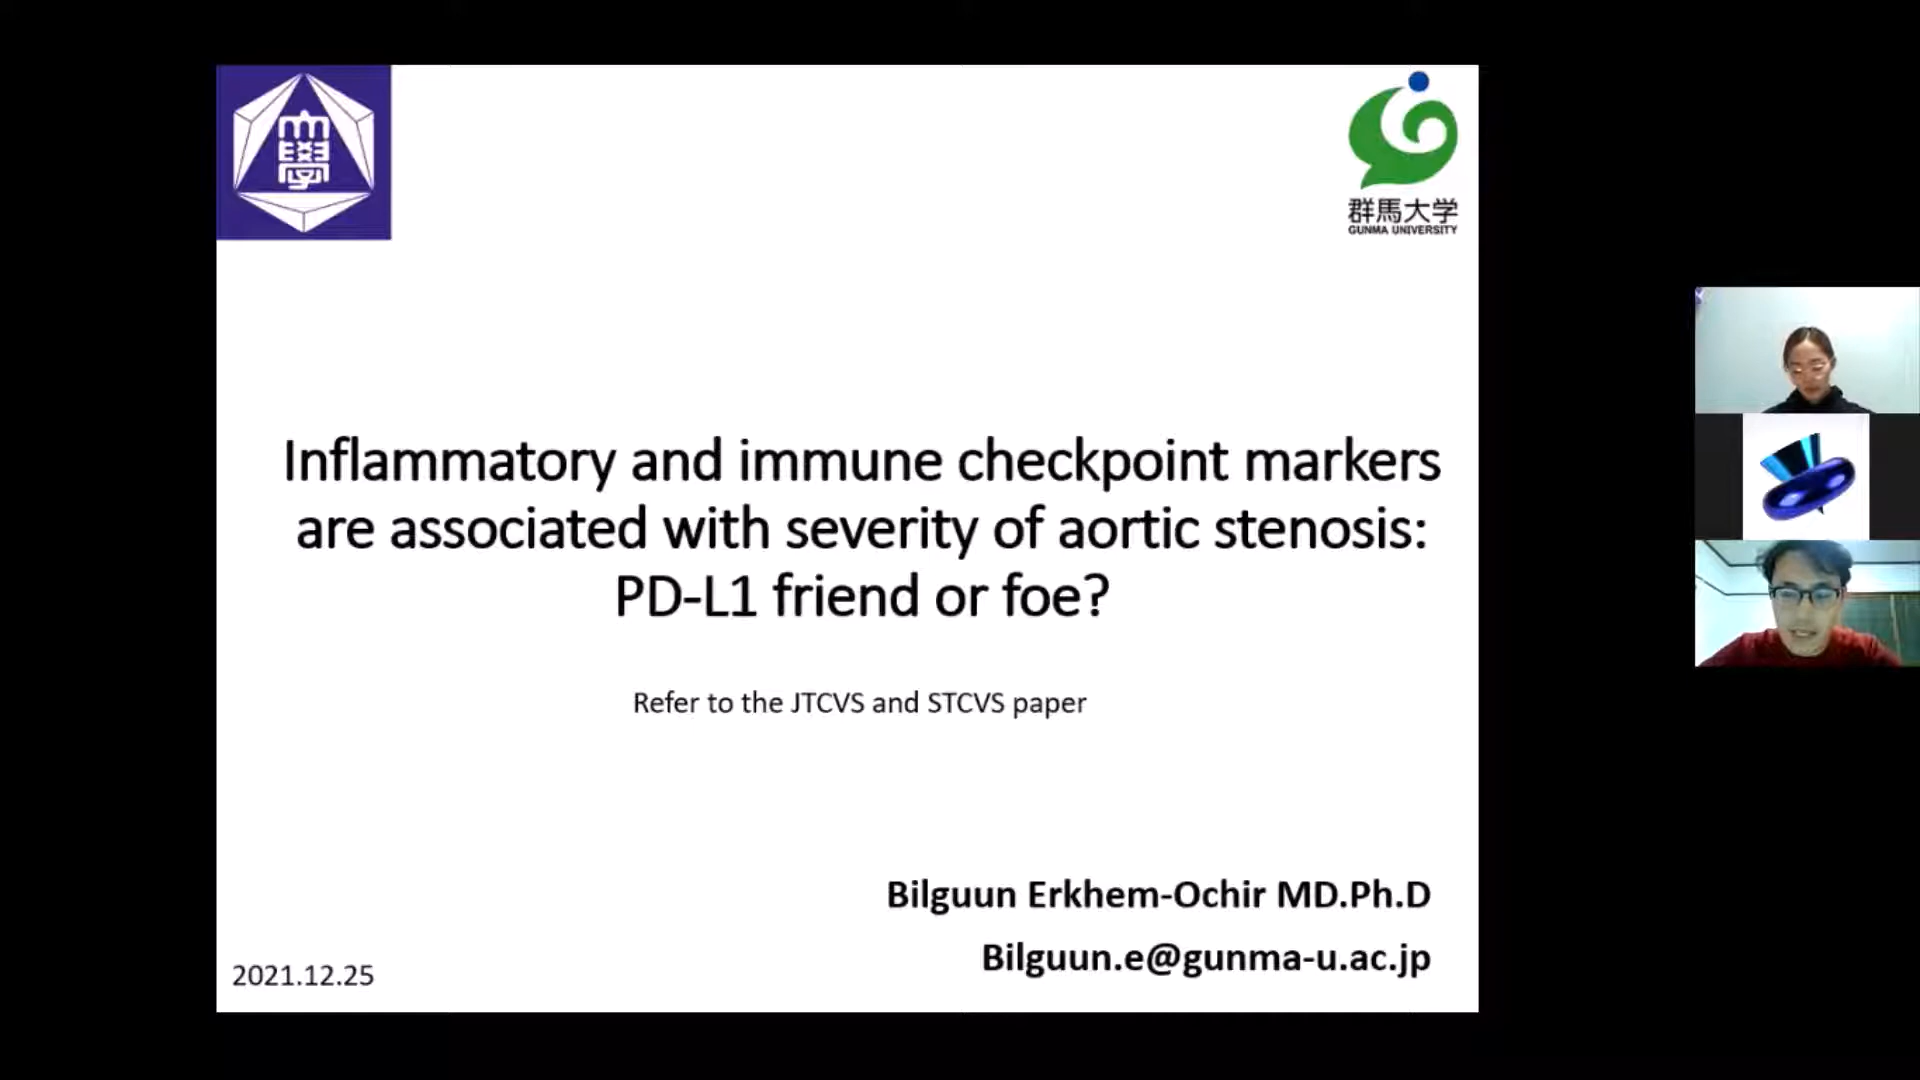 大學
群馬大学
GUNMA UNIVERSITY
Inflammatory and immune checkpoint markers
are associated with severity of aortic stenosis:
PD-L1 friend or foe?
Refer to the JTCVS and STCVS paper
Bilguun Erkhem-Ochir MD.Ph.D
Bilguun.e@gunma-u.ac.jp
2021.12.25